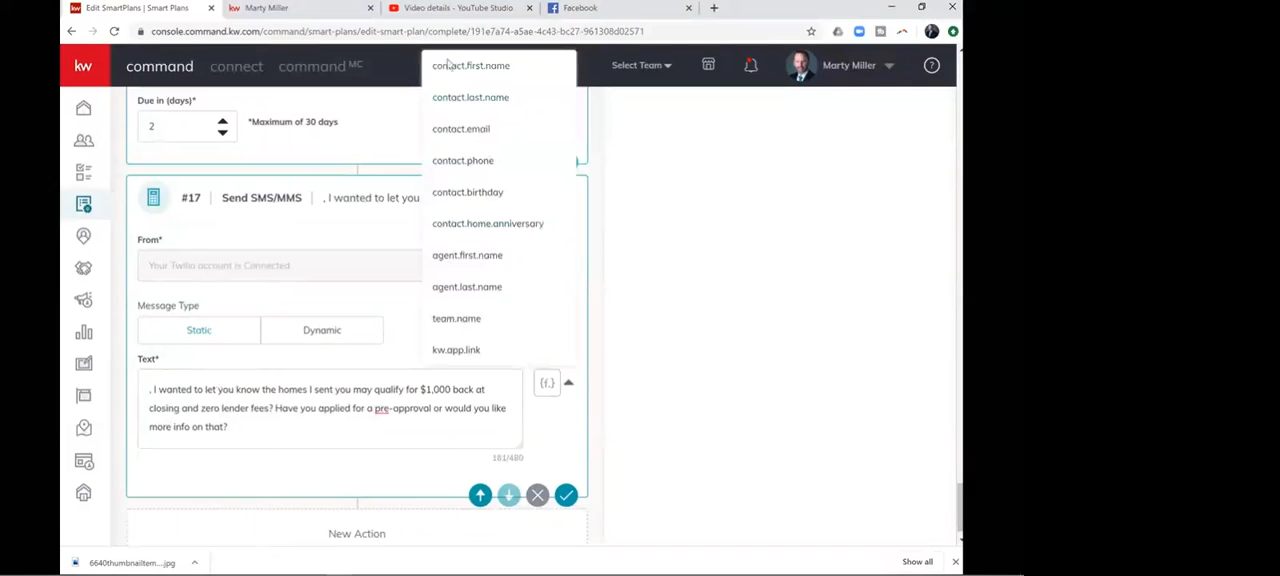 Edit SmartPlans | Smart Plans
Marty Miller
Video details - YouTube Studio
Facebook
console.command.kw.com/command/smart-plans/edit-smart-plan/complete/191e7a74-a5ae-4c43-bc27-961308d02571
kw
command
connect
command MC
Select Team
Marty Miller
contact.first.name
contact.last.name
contact.email
contact.phone
contact.birthday
contact.home.anniversary
agent.first.name
agent.last.name
team.name
kw.app.link
Due in (days)*
2
*Maximum of 30 days
#17
Send SMS/MMS
, I wanted to let you
From*
Your Twilio account is Connected
Message Type
Static
Dynamic
Text*
, I wanted to let you know the homes I sent you may qualify for $1,000 back at
closing and zero lender fees? Have you applied for a pre-approval or would you like
more info on that?
{f,}
181/480
New Action
6640thumbnailtem....jpg
Show all